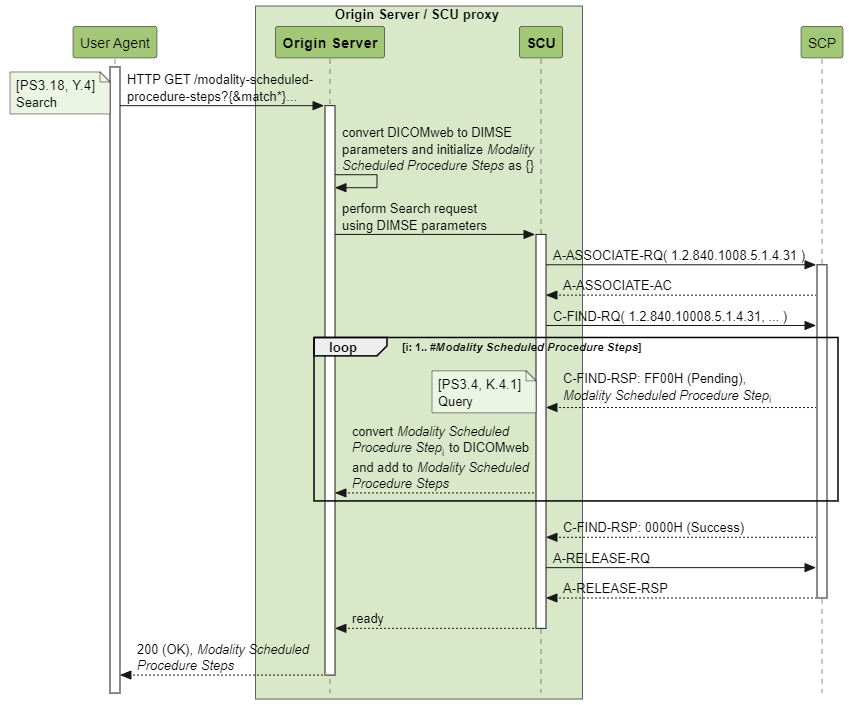 Origin Server / SCU proxy
User Agent
Origin Server
SCU
SCP
[PS3.18, Y.4]
Search
HTTP GET /modality-scheduled-
procedure-steps?{&match*}...
convert DICOMweb to DIMSE
parameters and initialize Modality
Scheduled Procedure Steps as {}
perform Search request
using DIMSE parameters
A-ASSOCIATE-RQ( 1.2.840.1008.5.1.4.31 )
A-ASSOCIATE-AC
C-FIND-RQ( 1.2.840.10008.5.1.4.31, ... )
loop
[i: 1.. #Modality Scheduled Procedure Steps]
[PS3.4, K.4.1]
Query
C-FIND-RSP: FF00H (Pending),
Modality Scheduled Procedure Stepi
convert Modality Scheduled
Procedure Stepi to DICOMweb
and add to Modality Scheduled
Procedure Steps
C-FIND-RSP: 0000H (Success)
A-RELEASE-RQ
A-RELEASE-RSP
ready
200 (OK), Modality Scheduled
Procedure Steps